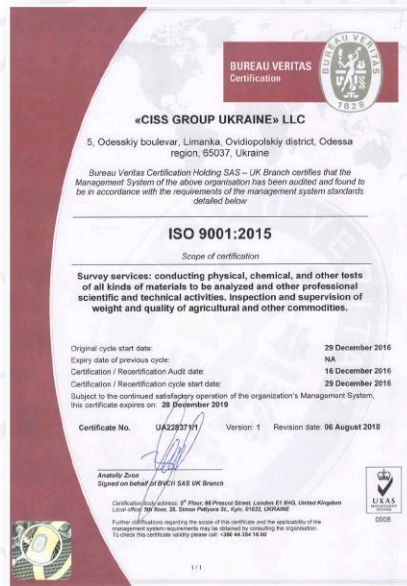 BUREAU VERITAS
Certification
BUREAU VERITAS
1828
«CISS GROUP UKRAINE» LLC
5, Odesskiy boulevar, Limanka, Ovidiopolskiy district, Odessa
region, 65037, Ukraine
Bureau Veritas Certification Holding SAS – UK Branch certifies that the
Management System of the above organisation has been audited and found to
be in accordance with the requirements of the management system standards
detailed below
ISO 9001:2015
Scope of certification
Survey services: conducting physical, chemical, and other tests
of all kinds of materials to be analyzed and other professional
scientific and technical activities. Inspection and supervision of
weight and quality of agricultural and other commodities.
Original cycle start date: 29 December 2016
Expiry date of previous cycle: NA
Certification / Recertification Audit date: 16 December 2016
Certification / Recertification cycle start date: 29 December 2016
Subject to the continued satisfactory operation of the organization's Management System,
this certificate expires on: 28 December 2019
Certificate No. UA228371/1 Version: 1 Revision date: 06 August 2018
Anatoliy Zvon
Signed on behalf of BVCH SAS UK Branch
Certification body address: 5th Floor, 66 Prescot Street, London E1 8HG, United Kingdom
Local office: 5th floor, 28, Simon Petlyura St., Kyiv, 01032, UKRAINE
Further clarifications regarding the scope of this certificate and the applicability of the
management system requirements may be obtained by consulting the organisation.
To check this certificate validity please call: +380 44 354 16 00
UKAS
MANAGEMENT
SYSTEMS
0008
1 / 1